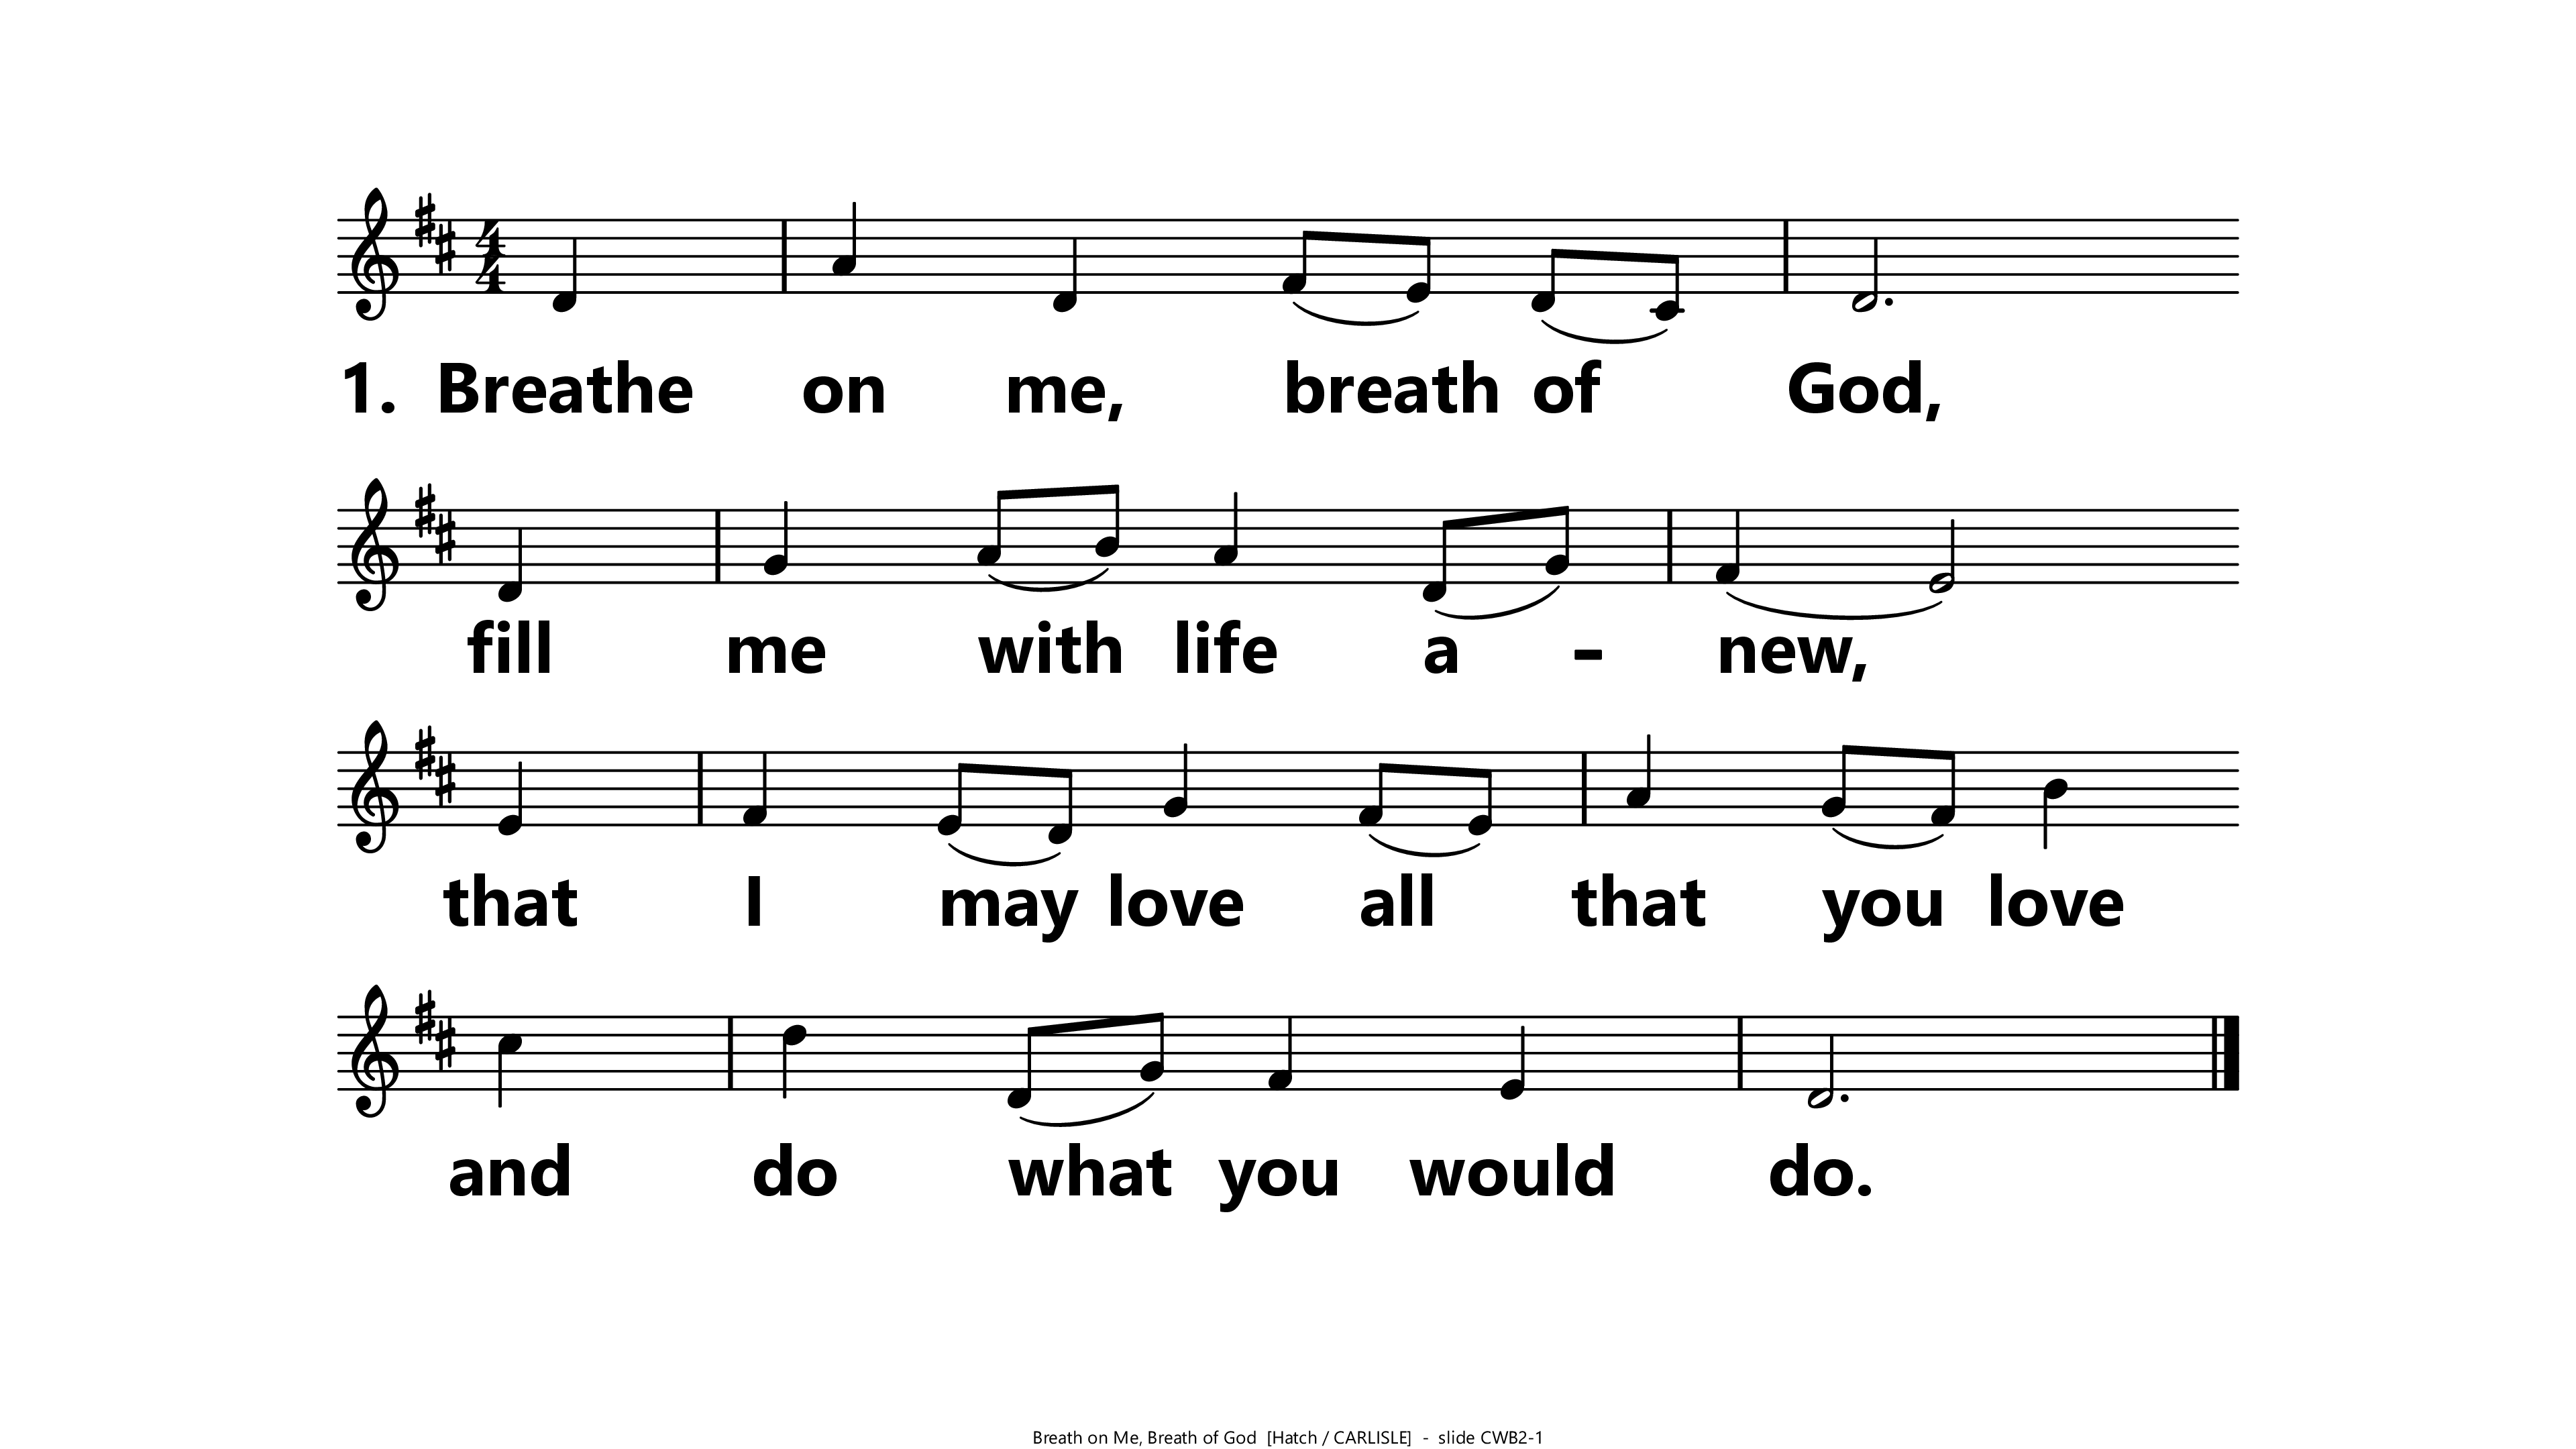 1. Breathe on me, breath of God,
fill me with life a - new,
that I may love all that you love
and do what you would do.
Breath on Me, Breath of God [Hatch / CARLISLE] - slide CWB2-1